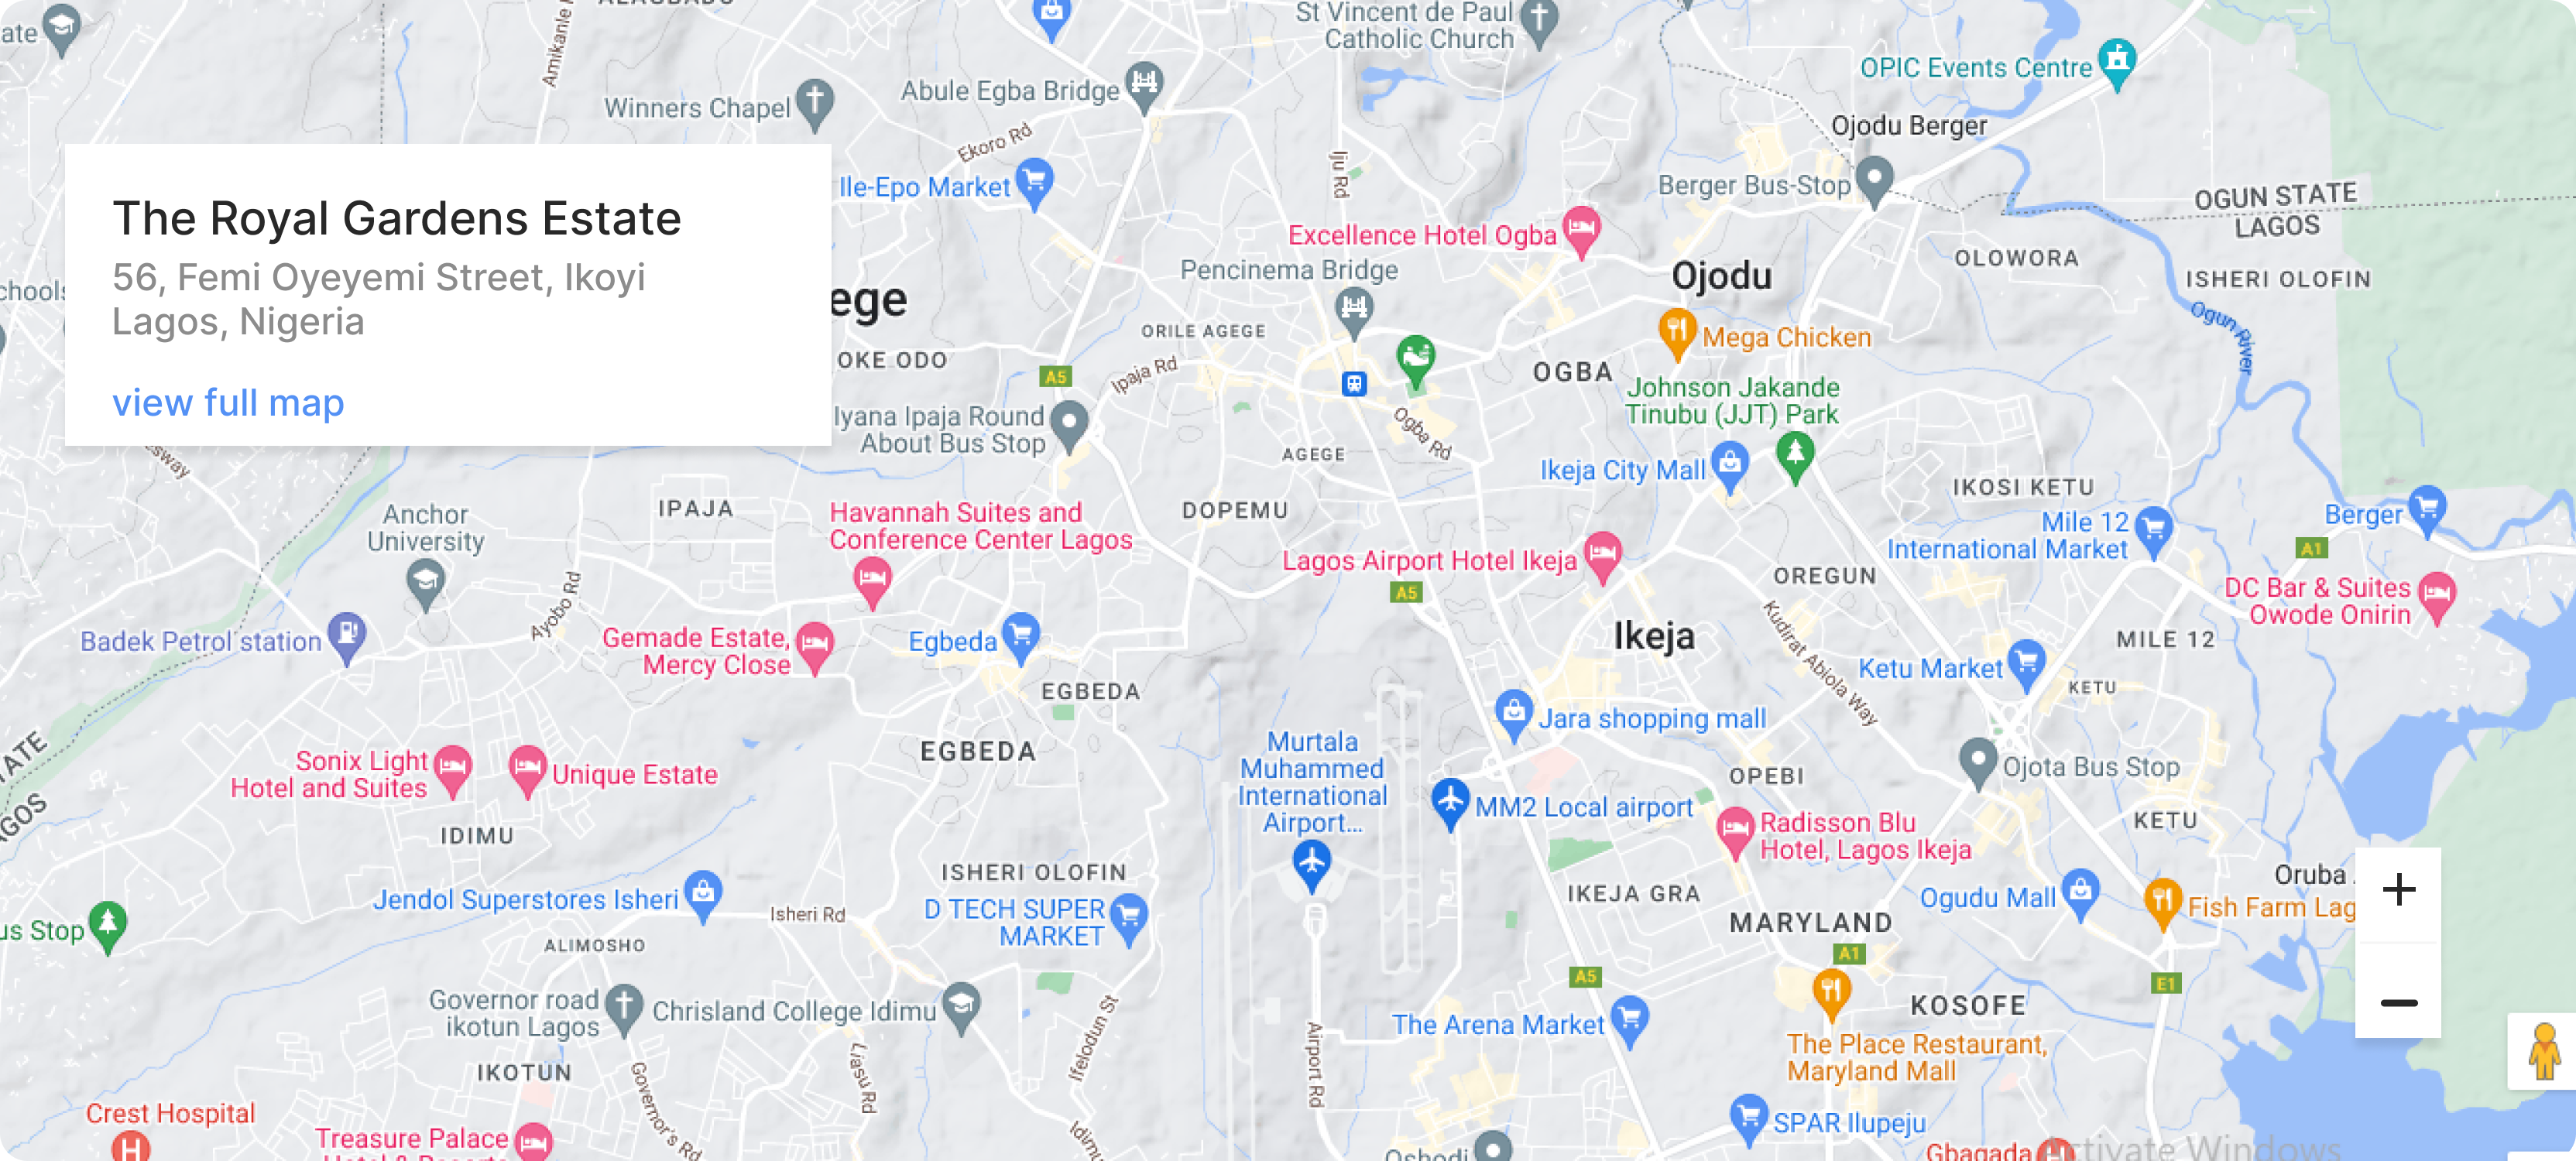 ate
St Vincent de Paul
Catholic Church
OPIC Events Centre
Abule Egba Bridge
Winners Chapel
Ojodu Berger
Ekoro Rd
Iju Rd
Ile-Epo Market
Berger Bus-Stop
OGUN STATE
LAGOS
The Royal Gardens Estate
56, Femi Oyeyemi Street, Ikoyi
Lagos, Nigeria
view full map
Excellence Hotel Ogba
OLOWORA
Pencinema Bridge
Ojodu
ISHERI OLOFIN
chools
ege
Ogun River
ORILE AGEGE
Mega Chicken
OKE ODO
A5
Ipaja Rd
OGBA
Johnson Jakande
Tinubu (JJT) Park
Iyana Ipaja Round
About Bus Stop
Ogba Rd
AGEGE
Ikeja City Mall
sway
IKOSI KETU
IPAJA
Anchor
University
Havannah Suites and
Conference Center Lagos
DOPEMU
Mile 12
International Market
Berger
A1
Lagos Airport Hotel Ikeja
OREGUN
A5
DC Bar & Suites
Owode Onirin
Ayobo Rd
Badek Petrol station
Gemade Estate,
Mercy Close
Egbeda
Ikeja
Kudirat Abiola Way
MILE 12
Ketu Market
KETU
EGBEDA
Jara shopping mall
EGBEDA
Murtala
Muhammed
International
Airport...
TATE
Sonix Light
Hotel and Suites
Unique Estate
OPEBI
Ojota Bus Stop
MM2 Local airport
GOS
IDIMU
Radisson Blu
Hotel, Lagos Ikeja
KETU
ISHERI OLOFIN
Oruba
Jendol Superstores Isheri
Isheri Rd
D TECH SUPER
MARKET
IKEJA GRA
Ogudu Mall
Fish Farm Lag
us Stop
ALIMOSHO
MARYLAND
A1
A5
E1
Governor road
ikotun Lagos
Chrisland College Idimu
KOSOFE
The Arena Market
Ifelodun St
The Place Restaurant,
Maryland Mall
IKOTUN
Liasu Rd
Airport Rd
Governor's Rd
Crest Hospital
H
SPAR Ilupeju
Treasure Palace
Idimu
Oshodi
Gbagada
Activate Windows